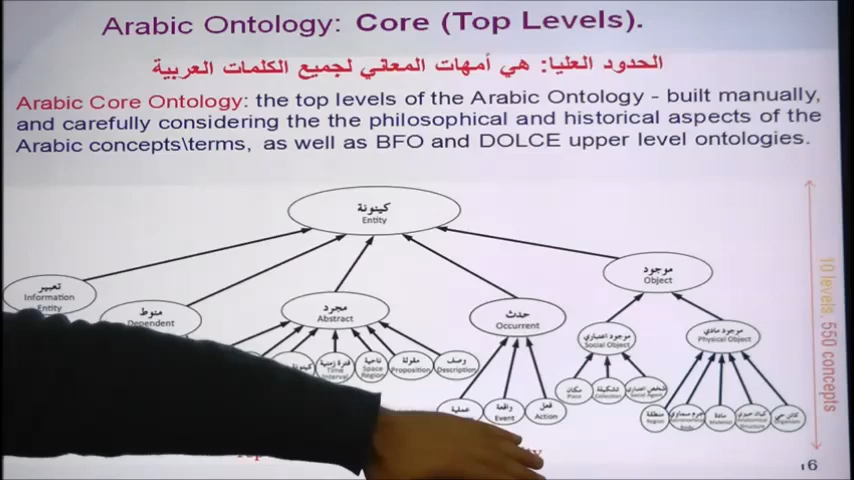 Arabic Ontology: Core (Top Levels).
الحدود العليا: هي أمهات المعاني لجميع الكلمات العربية
Arabic Core Ontology: the top levels of the Arabic Ontology - built manually,
and carefully considering the the philosophical and historical aspects of the
Arabic concepts\terms, as well as BFO and DOLCE upper level ontologies.
كينونة
Entity
موجود
Object
تعبير
Information
Entity
منوط
Dependent
مجرد
Abstract
حدث
Occurrent
موجود اعتباري
Social Object
موجود مادي
Physical Object
فترة زمنية
Time
Interval
ناحية
Space
Region
مقولة
Proposition
وصف
Description
عملية
واقعة
Event
فعل
Action
مكان
Place
تشكيلة
Collection
شخص اعتباري
Social Agent
منطقة
Region
جرم سماوي
مادة
Material
كيان حيزي
كائن حي
Organism
10 levels, 550 concepts
16